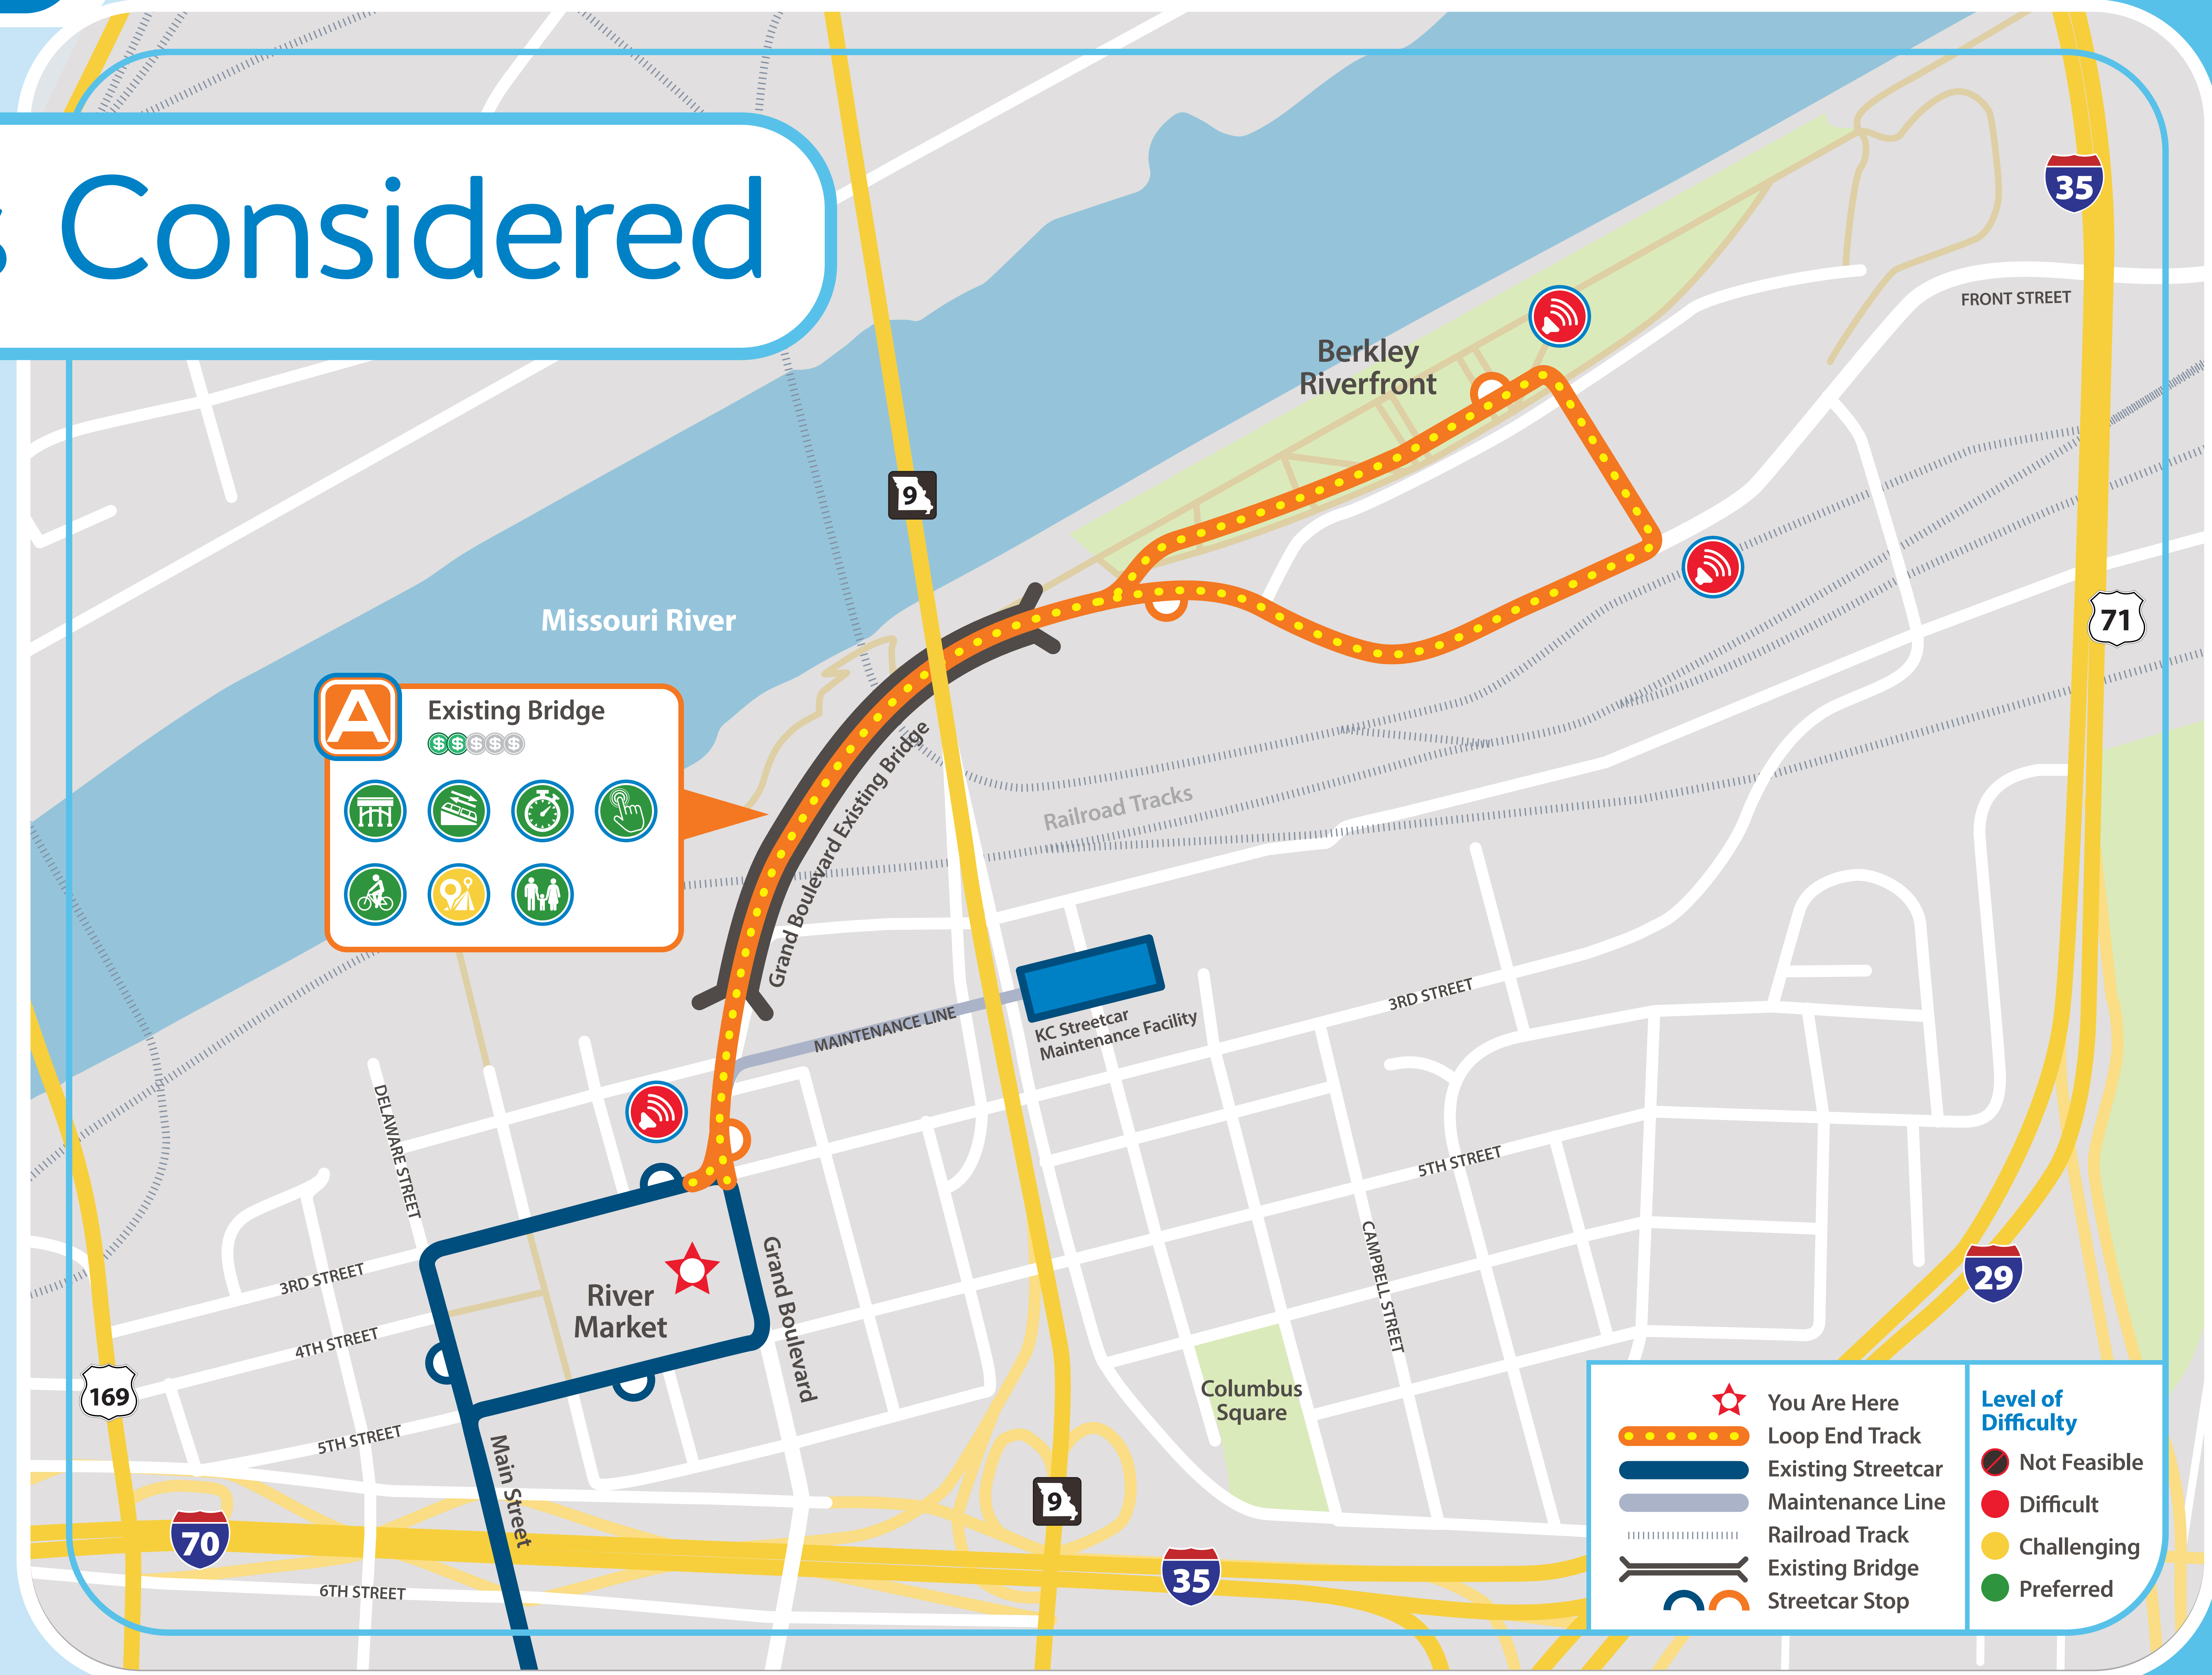 s Considered
35
FRONT STREET
Berkley
Riverfront
9
Missouri River
71
A
Existing Bridge
$ $ $ $ $
Grand Boulevard Existing Bridge
Railroad Tracks
MAINTENANCE LINE
KC Streetcar
Maintenance Facility
3RD STREET
DELAWARE STREET
5TH STREET
CAMPBELL STREET
Grand Boulevard
River
Market
3RD STREET
4TH STREET
5TH STREET
29
169
Columbus
Square
Main Street
9
70
35
6TH STREET
You Are Here
Loop End Track
Existing Streetcar
Maintenance Line
Railroad Track
Existing Bridge
Streetcar Stop
Level of
Difficulty
Not Feasible
Difficult
Challenging
Preferred